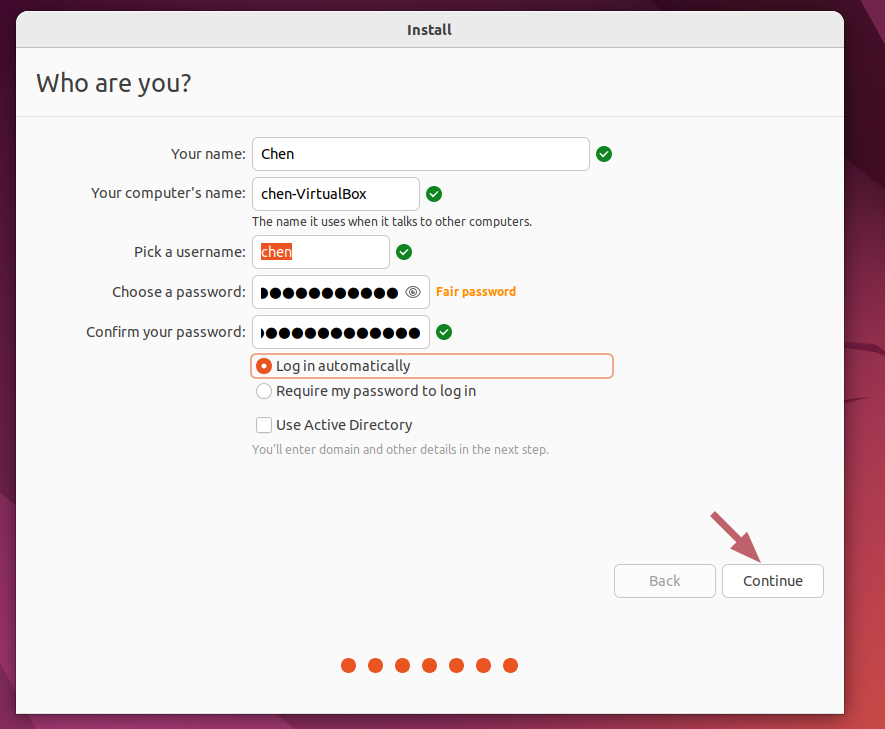 Install
Who are you?
Your name: Chen
Your computer's name: chen-VirtualBox
The name it uses when it talks to other computers.
Pick a username: chen
Choose a password: ●●●●●●●●●●● Fair password
Confirm your password: ●●●●●●●●●●●●●
Log in automatically
Require my password to log in
Use Active Directory
You'll enter domain and other details in the next step.
Back Continue